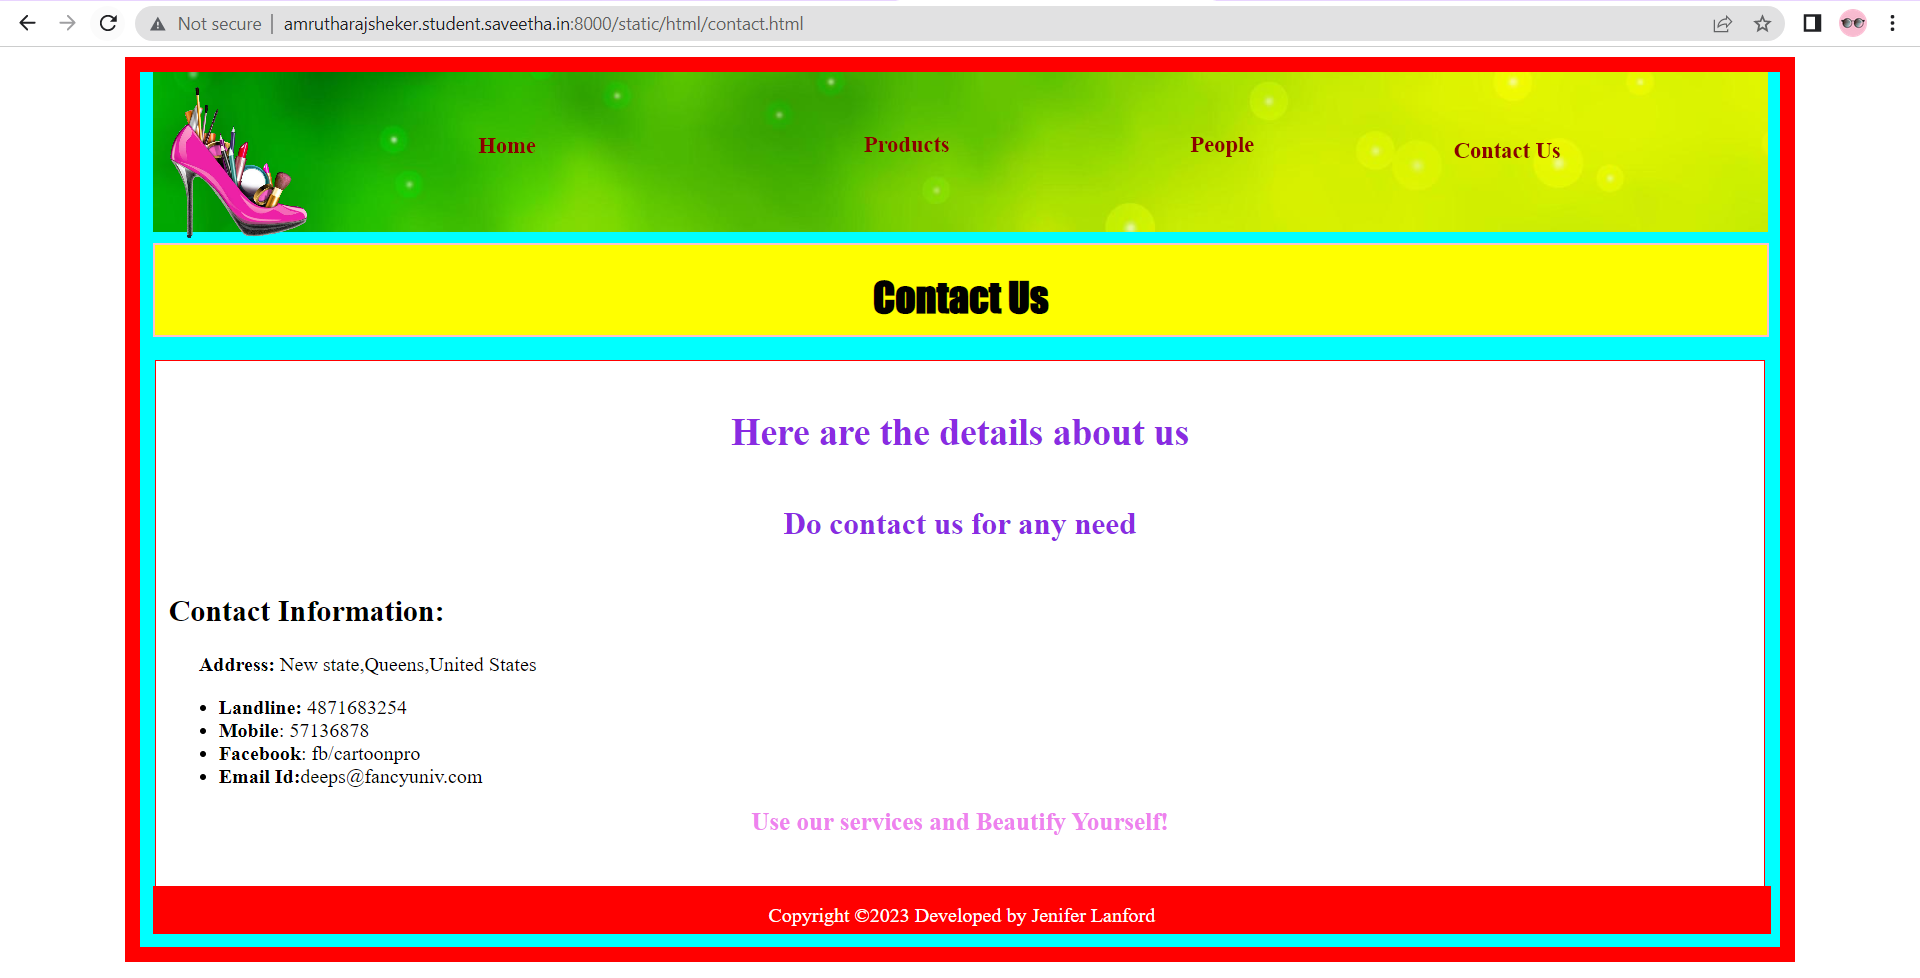 Not secure | amrutharajsheker.student.saveetha.in:8000/static/html/contact.html
Home Products People Contact Us
Contact Us
Here are the details about us
Do contact us for any need
Contact Information:
Address: New state,Queens,United States
• Landline: 4871683254
• Mobile: 57136878
• Facebook: fb/cartoonpro
• Email Id:deeps@fancyuniv.com
Use our services and Beautify Yourself!
Copyright ©2023 Developed by Jenifer Lanford